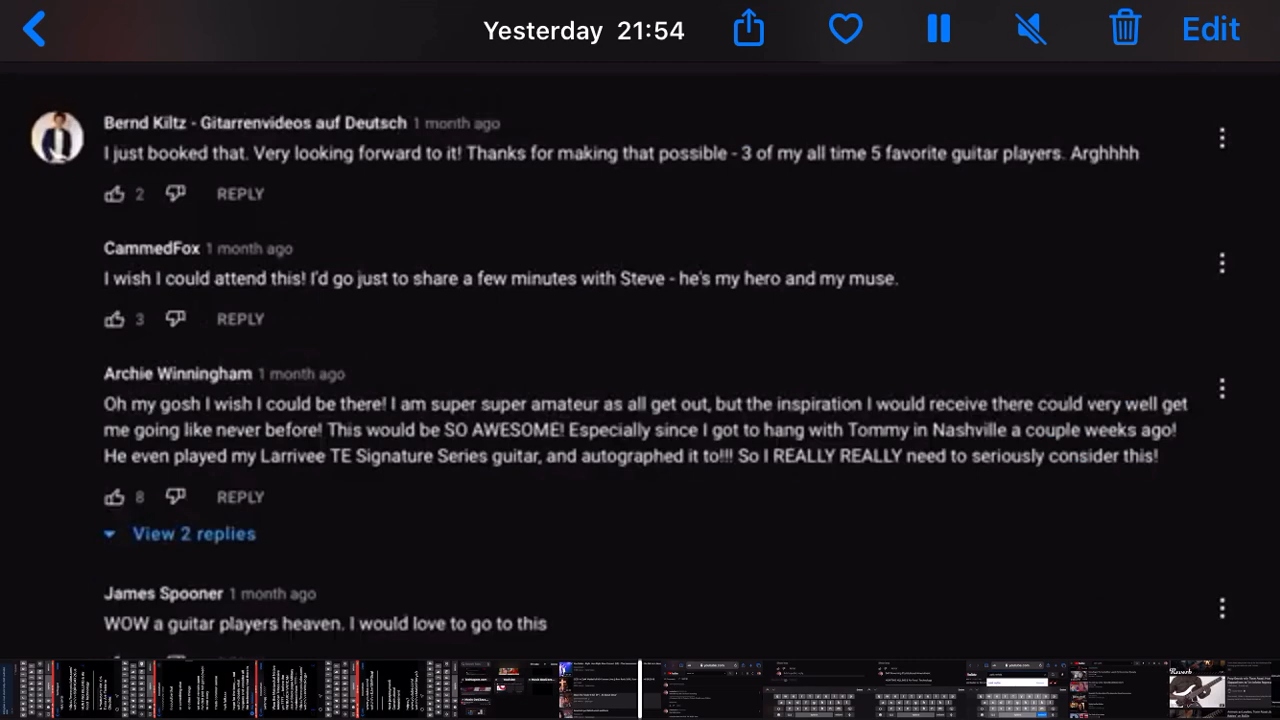 Yesterday 21:54
Edit
Bernd Kiltz - Gitarrenvideos auf Deutsch 1 month ago
I just booked that. Very looking forward to it! Thanks for making that possible - 3 of my all time 5 favorite guitar players. Arghhhh
2 REPLY
CammedFox 1 month ago
I wish I could attend this! I'd go just to share a few minutes with Steve - he's my hero and my muse.
3 REPLY
Archie Winningham 1 month ago
Oh my gosh I wish I could be there! I am super super amateur as all get out, but the inspiration I would receive there could very well get
me going like never before! This would be SO AWESOME! Especially since I got to hang with Tommy in Nashville a couple weeks ago!
He even played my Larrivee TE Signature Series guitar, and autographed it to!!! So I REALLY REALLY need to seriously consider this!
8 REPLY
View 2 replies
James Spooner 1 month ago
WOW a guitar players heaven. I would love to go to this